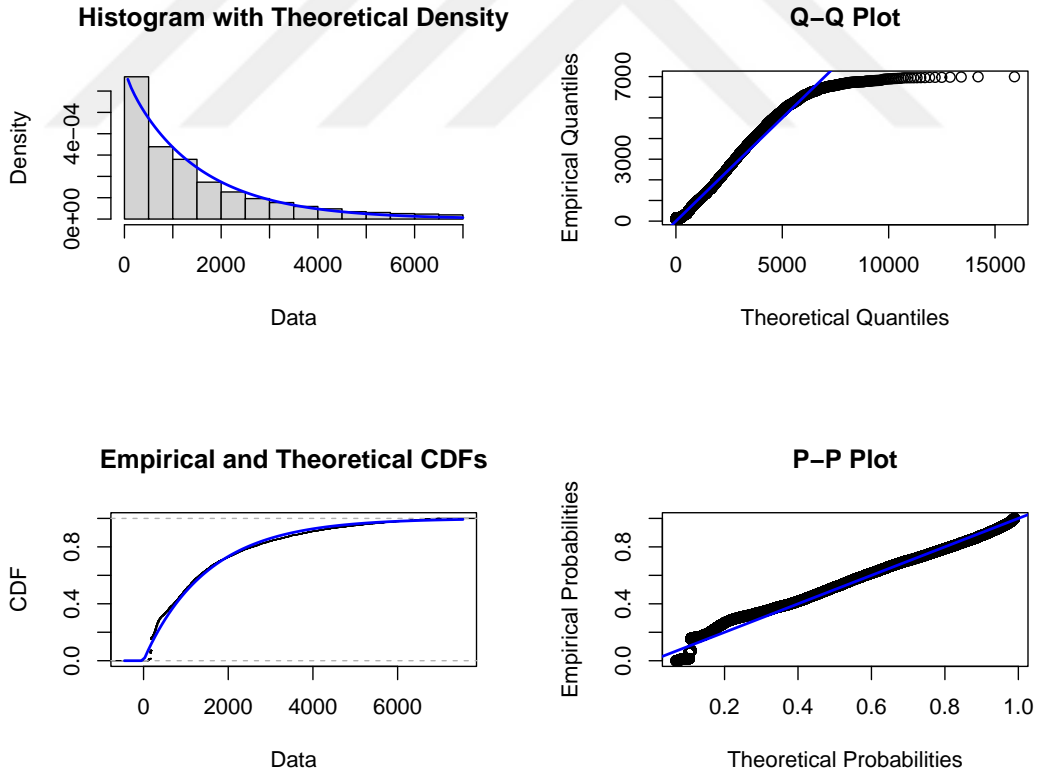 Histogram with Theoretical Density
Density
0e+00 4e−04
0 2000 4000 6000
Data
Q−Q Plot
Empirical Quantiles
0 3000 7000
0 5000 10000 15000
Theoretical Quantiles
Empirical and Theoretical CDFs
CDF
0.0 0.4 0.8
0 2000 4000 6000
Data
P−P Plot
Empirical Probabilities
0.0 0.4 0.8
0.2 0.4 0.6 0.8 1.0
Theoretical Probabilities